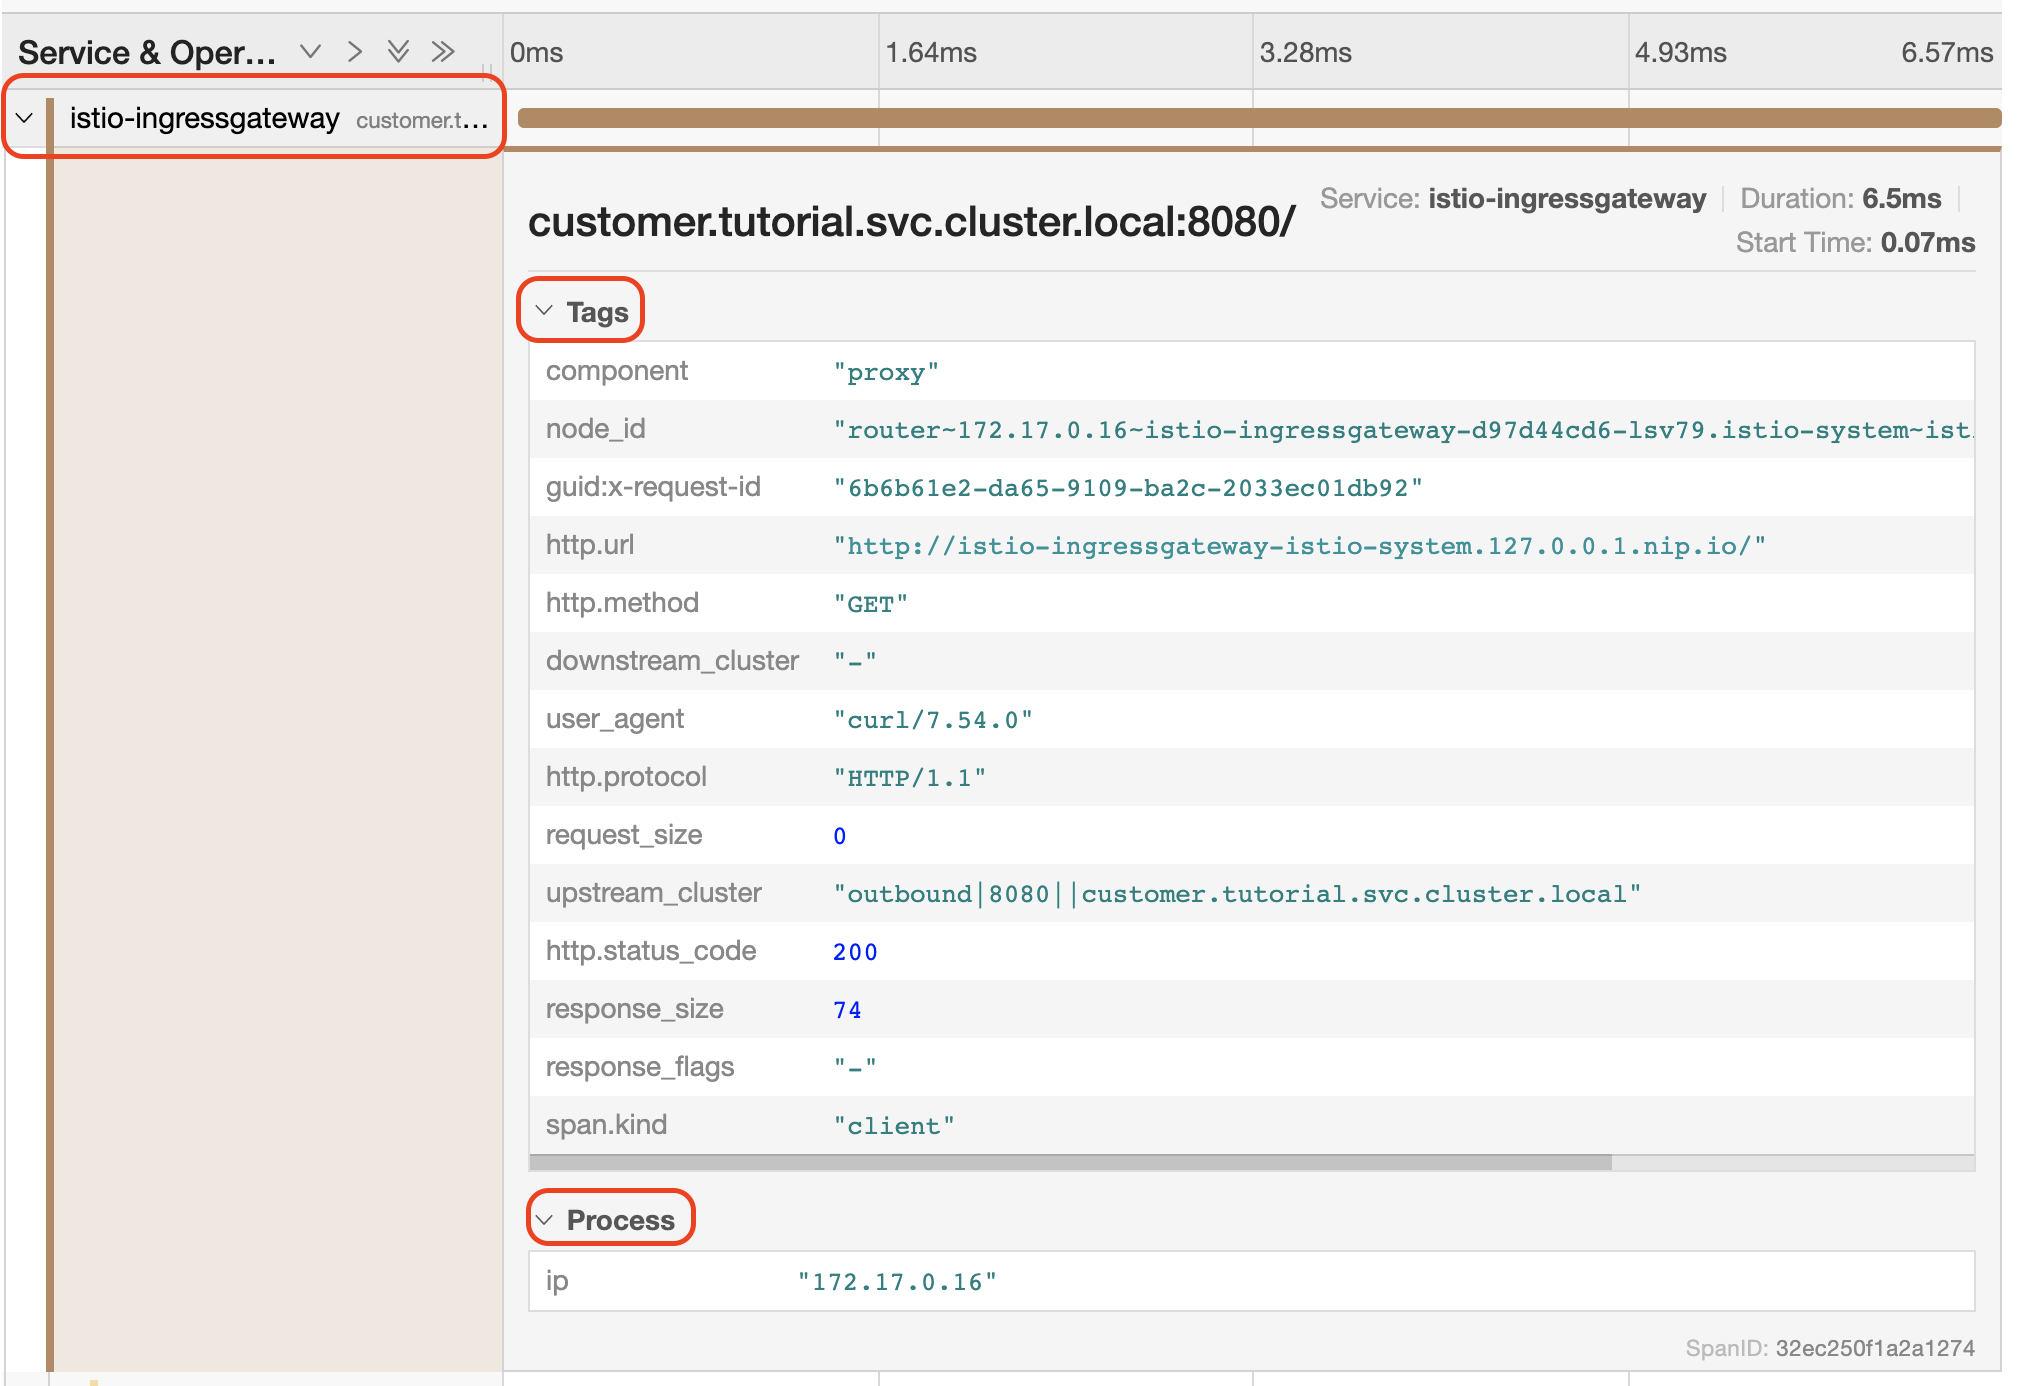 Service & Oper...
0ms 1.64ms 3.28ms 4.93ms 6.57ms
istio-ingressgateway customer.t...
customer.tutorial.svc.cluster.local:8080/
Service: istio-ingressgateway Duration: 6.5ms
Start Time: 0.07ms
Tags
component "proxy"
node_id "router~172.17.0.16~istio-ingressgateway-d97d44cd6-lsv79.istio-system~ist
guid:x-request-id "6b6b61e2-da65-9109-ba2c-2033ec01db92"
http.url "http://istio-ingressgateway-istio-system.127.0.0.1.nip.io/"
http.method "GET"
downstream_cluster "-"
user_agent "curl/7.54.0"
http.protocol "HTTP/1.1"
request_size 0
upstream_cluster "outbound|8080||customer.tutorial.svc.cluster.local"
http.status_code 200
response_size 74
response_flags "-"
span.kind "client"
Process
ip "172.17.0.16"
SpanID: 32ec250f1a2a1274